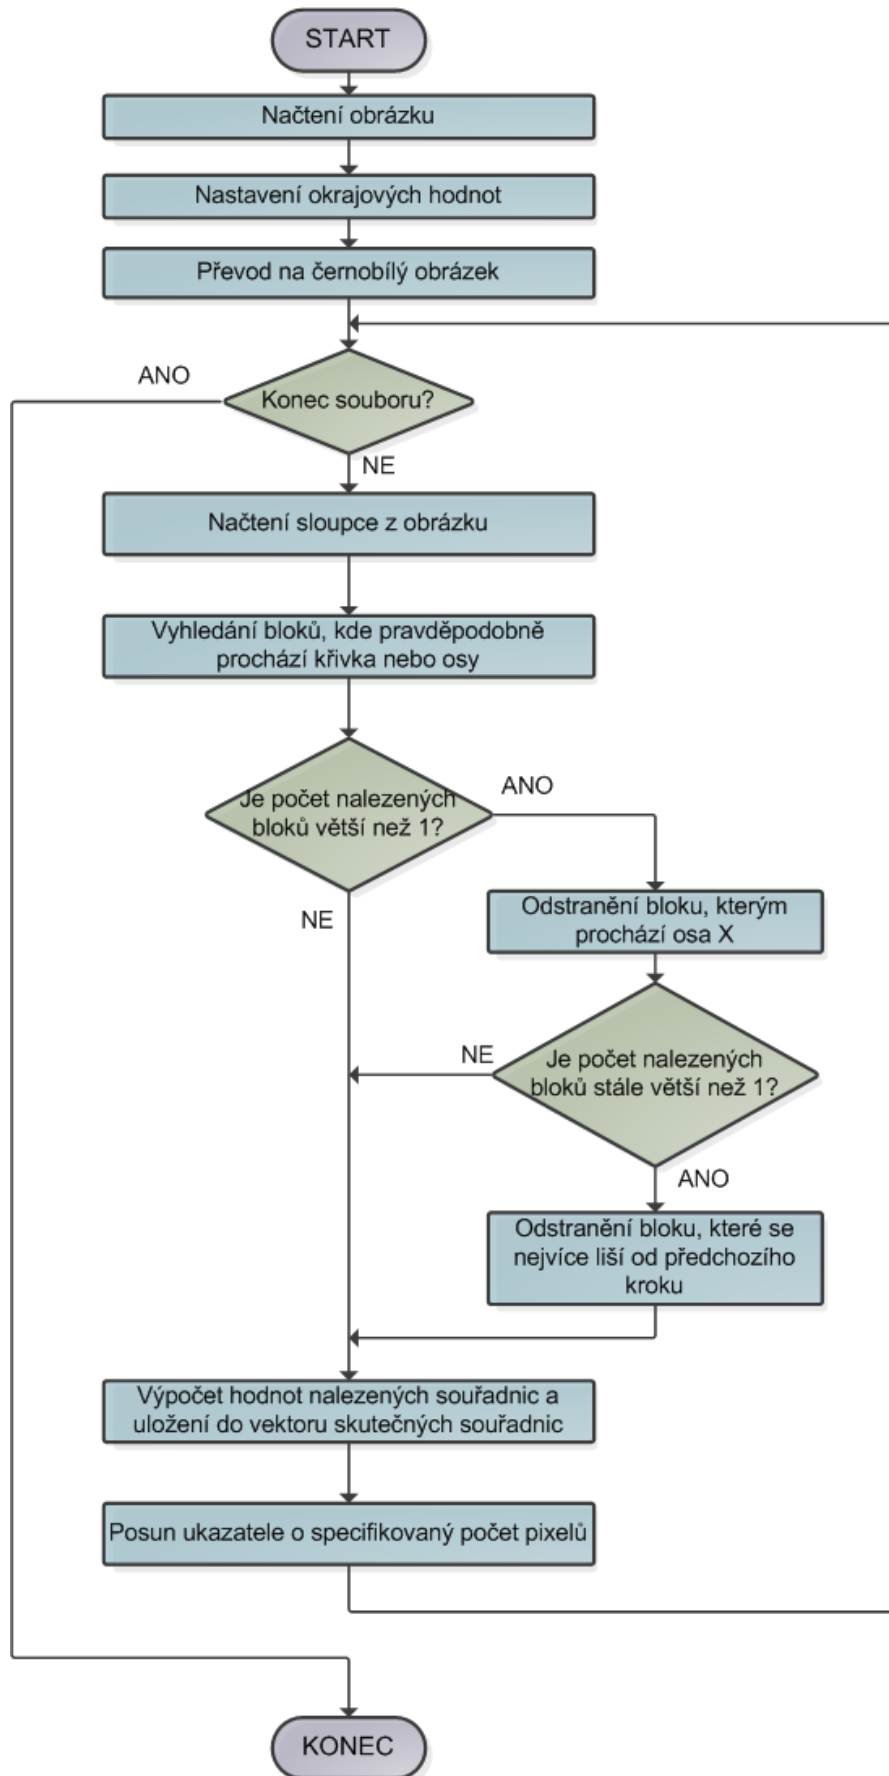 START
Načtení obrázku
Nastavení okrajových hodnot
Převod na černobílý obrázek
ANO
Konec souboru?
NE
Načtení sloupce z obrázku
Vyhledání bloků, kde pravděpodobně
prochází křivka nebo osy
Je počet nalezených
bloků větší než 1?
ANO
NE
Odstranění bloku, kterým
prochází osa X
NE
Je počet nalezených
bloků stále větší než 1?
ANO
Odstranění bloku, které se
nejvíce liší od předchozího
kroku
Výpočet hodnot nalezených souřadnic a
uložení do vektoru skutečných souřadnic
Posun ukazatele o specifikovaný počet pixelů
KONEC